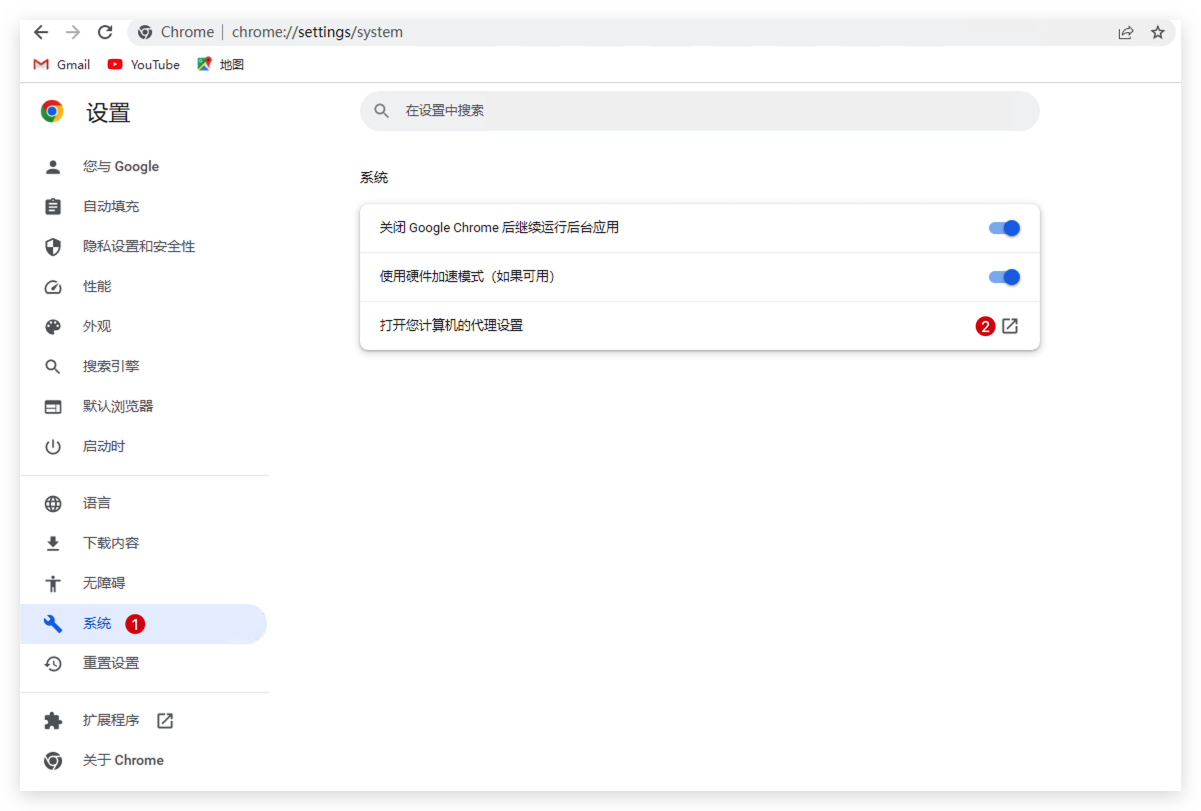 Chrome | chrome://settings/system
Gmail YouTube 地图
设置
在设置中搜索
您与 Google
自动填充
隐私设置和安全性
性能
外观
搜索引擎
默认浏览器
启动时
语言
下载内容
无障碍
系统 1
重置设置
扩展程序
关于 Chrome
系统
关闭 Google Chrome 后继续运行后台应用
使用硬件加速模式（如果可用）
打开您计算机的代理设置 2